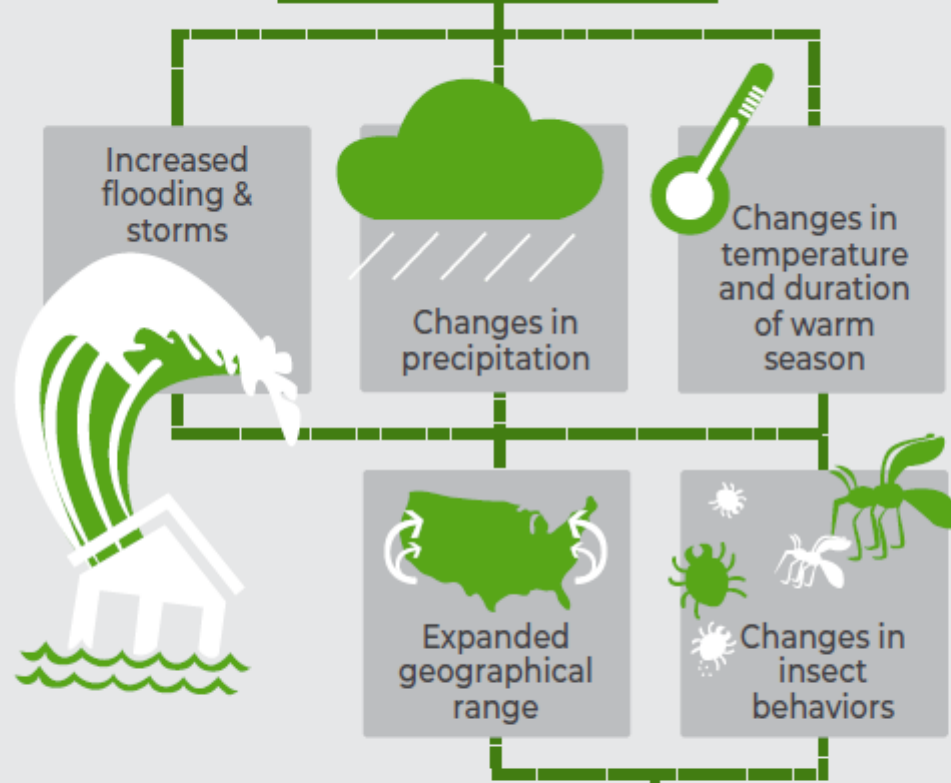 Increased
flooding &
storms
Changes in
precipitation
Changes in
temperature
and duration
of warm
season
Expanded
geographical
range
Changes in
insect
behaviors